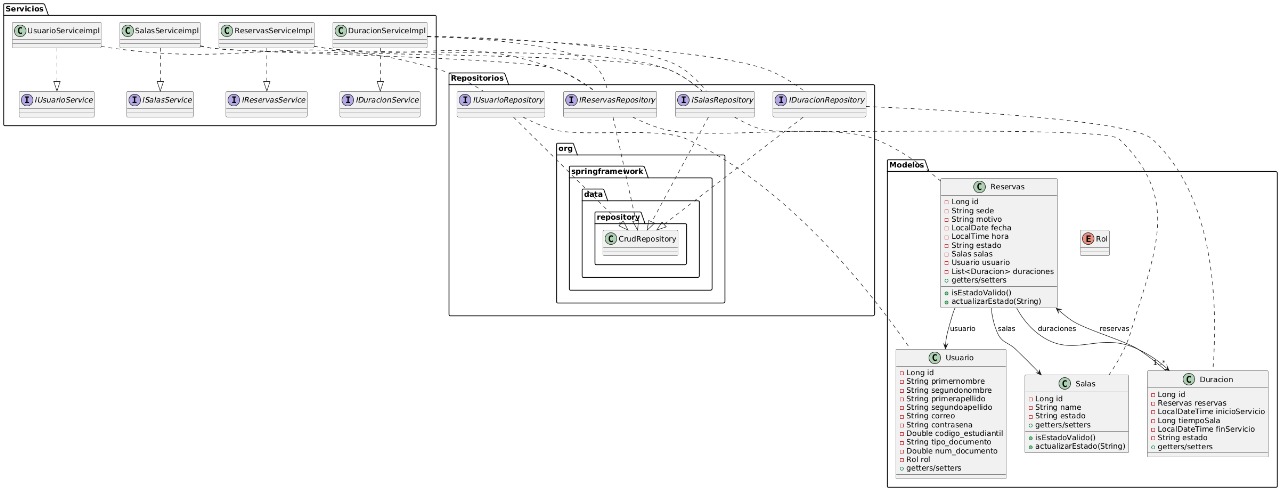 Servicios
C UsuarioServiceimpl
C SalasServiceImpl
C ReservasServiceImpl
C DuracionServiceImpl
I IUsuarioService
I ISalasService
I IReservasService
I IDuracionService
Repositorios
I IUsuarioRepository
I IReservasRepository
I ISalasRepository
I IDuracionRepository
org
springframework
data
repository
C CrudRepository
Modelos
C Reservas
Long id
String sede
String motivo
LocalDate fecha
LocalTime hora
String estado
Salas salas
Usuario usuario
List<Duracion> duraciones
getters/setters
isEstadoValido()
actualizarEstado(String)
E Rol
usuario
salas
duraciones
reservas
1..*
C Usuario
Long id
String primernombre
String segundonombre
String primerapellido
String segundoapellido
String correo
String contrasena
Double codigo_estudiantil
String tipo_documento
Double num_documento
Rol rol
getters/setters
C Salas
Long id
String name
String estado
getters/setters
isEstadoValido()
actualizarEstado(String)
C Duracion
Long id
Reservas reservas
LocalDateTime inicioServicio
Long tiempoSala
LocalDateTime finServicio
String estado
getters/setters